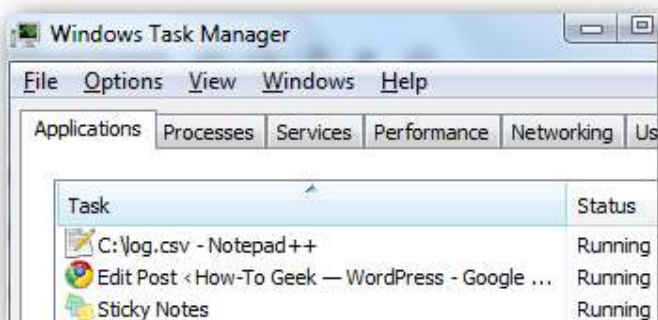 Windows Task Manager
File Options View Windows Help
Applications Processes Services Performance Networking Us
Task Status
C:\log.csv - Notepad++ Running
Edit Post ‹ How-To Geek — WordPress - Google ... Running
Sticky Notes Running